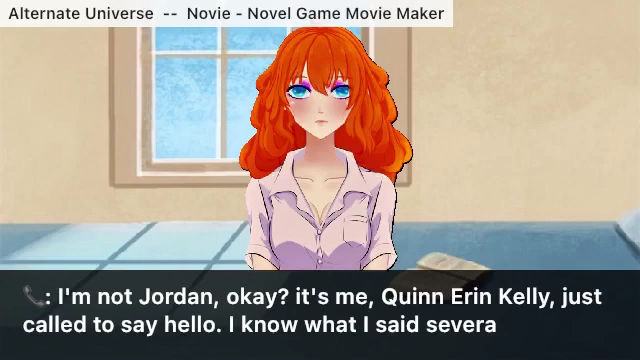 Alternate Universe -- Novie - Novel Game Movie Maker
📞: I'm not Jordan, okay? it's me, Quinn Erin Kelly, just
called to say hello. I know what I said severa